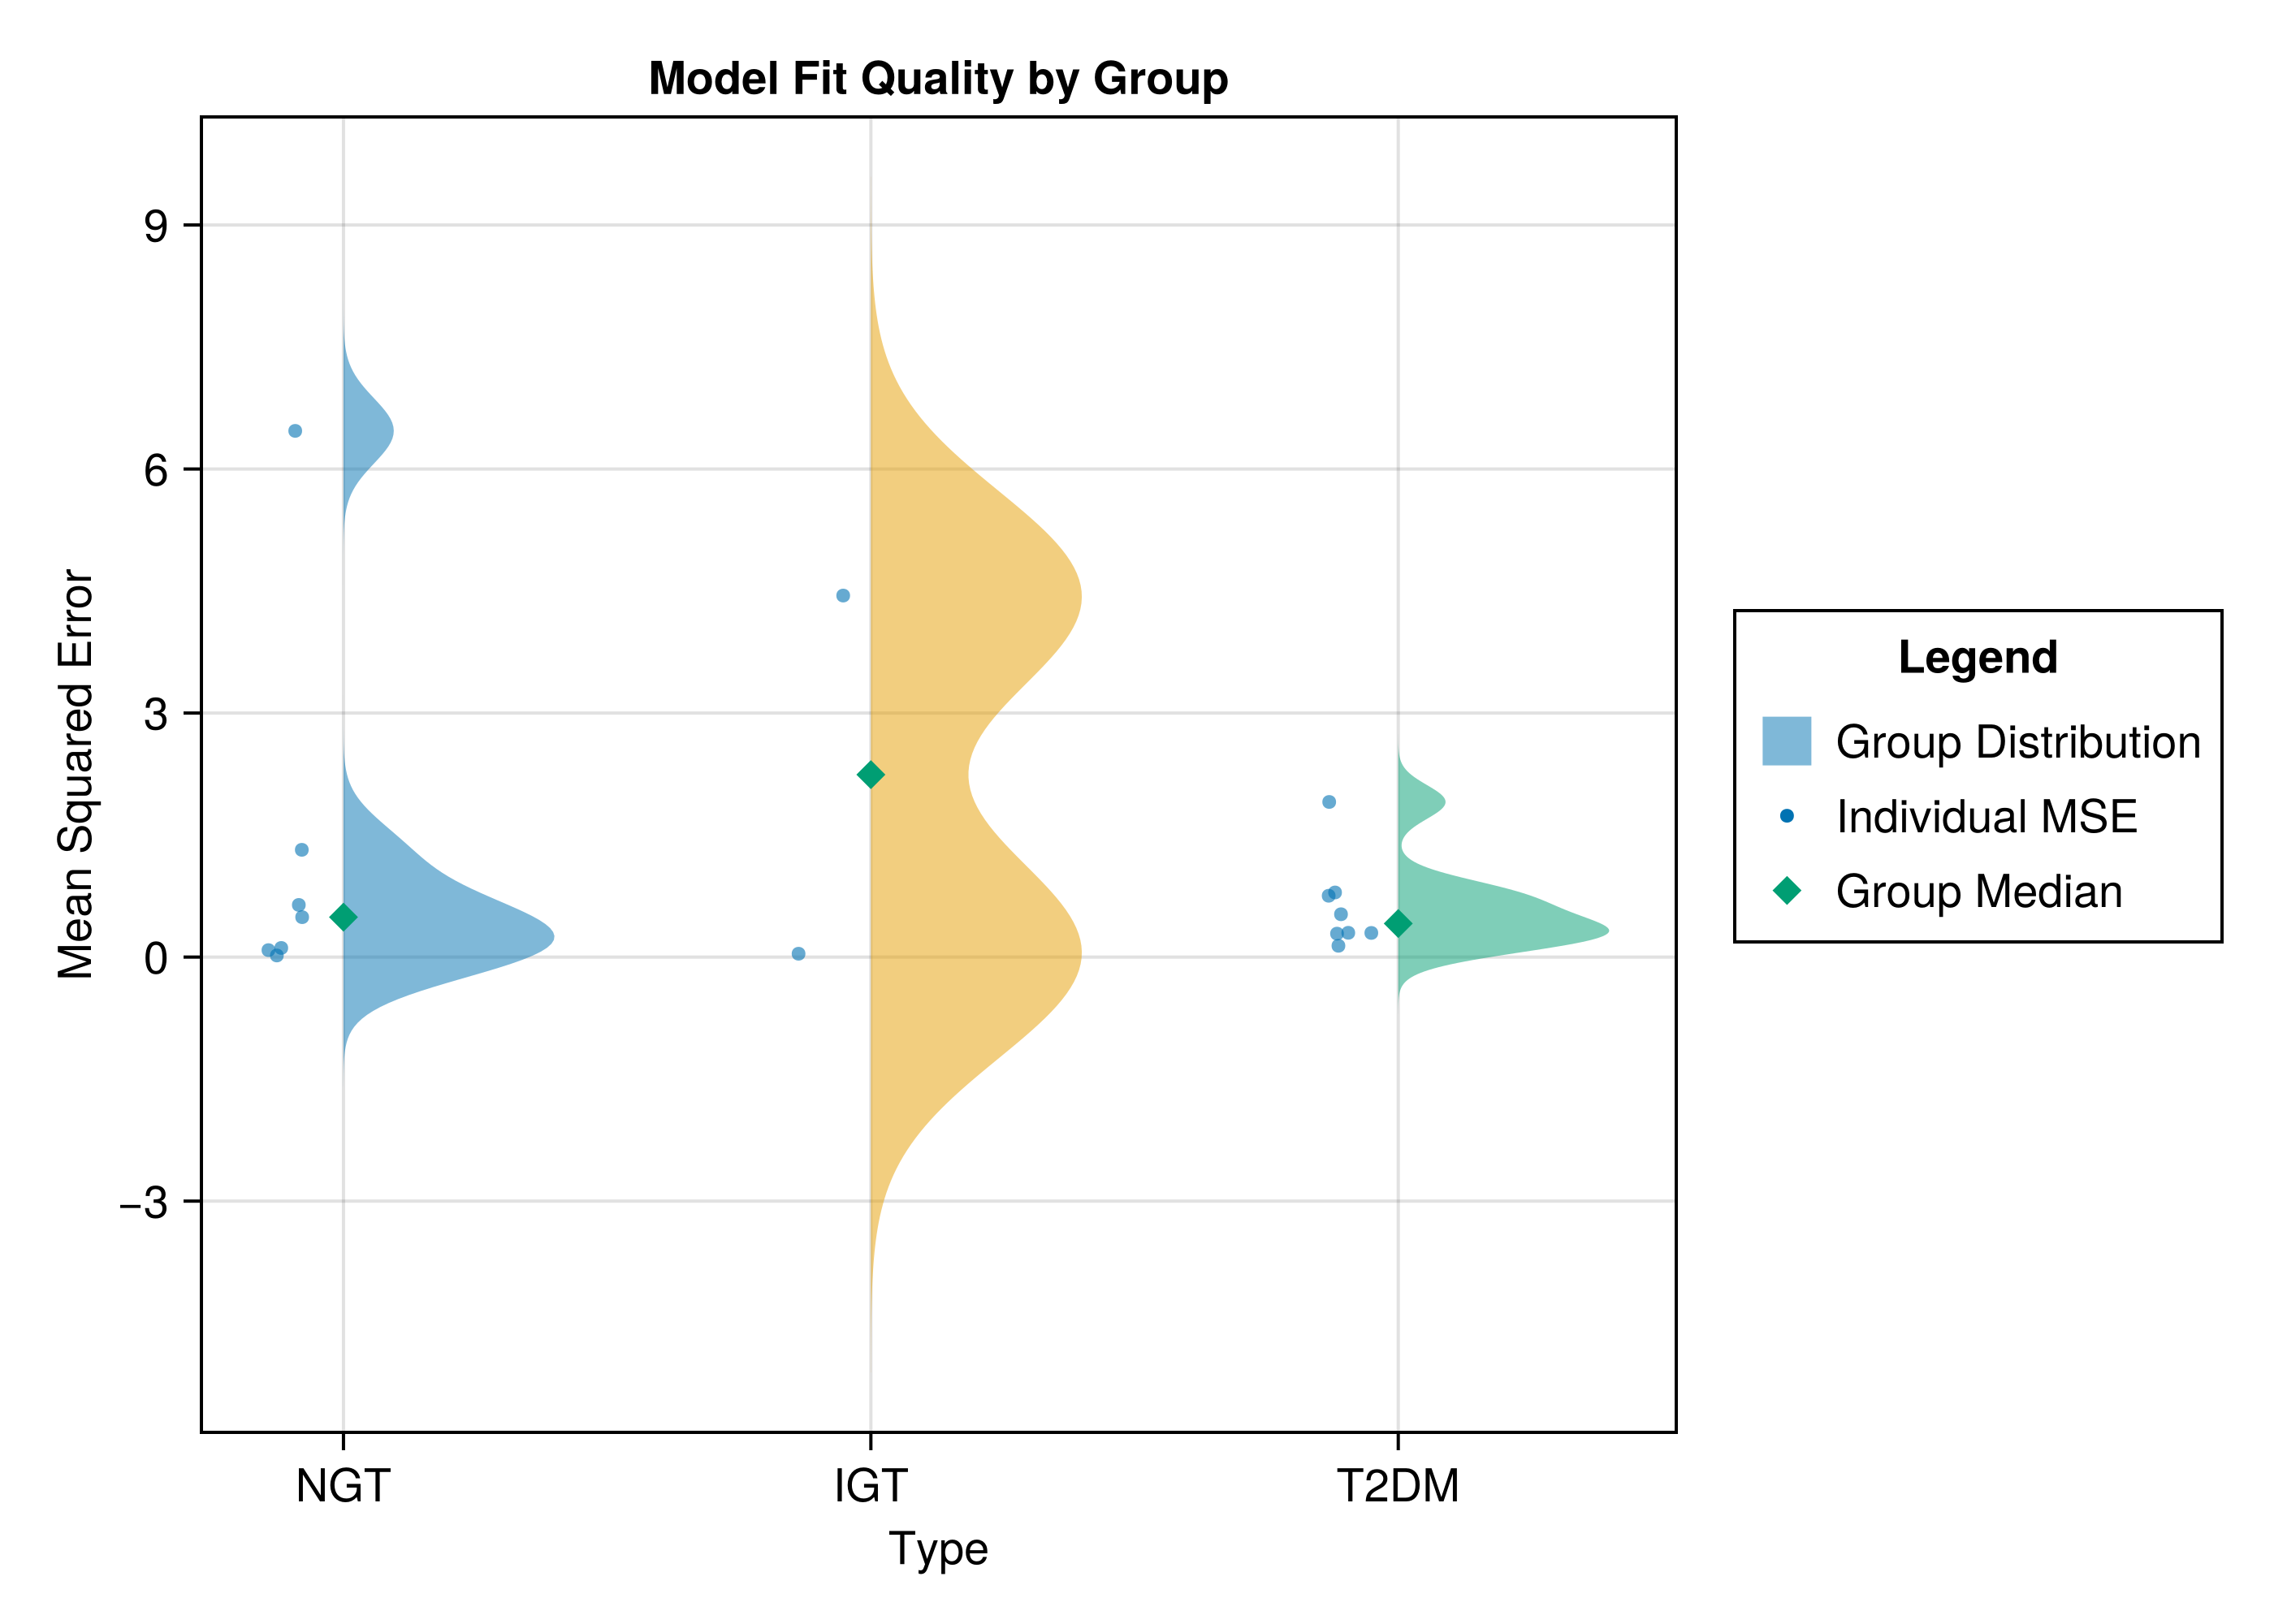 Model Fit Quality by Group
Mean Squared Error
9
6
3
0
−3
NGT
IGT
T2DM
Type
Legend
Group Distribution
Individual MSE
Group Median